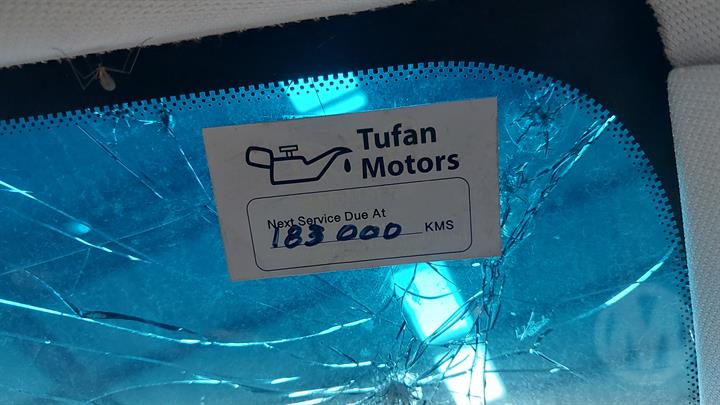 Tufan
Motors
Next Service Due At
183 000 KMS
M